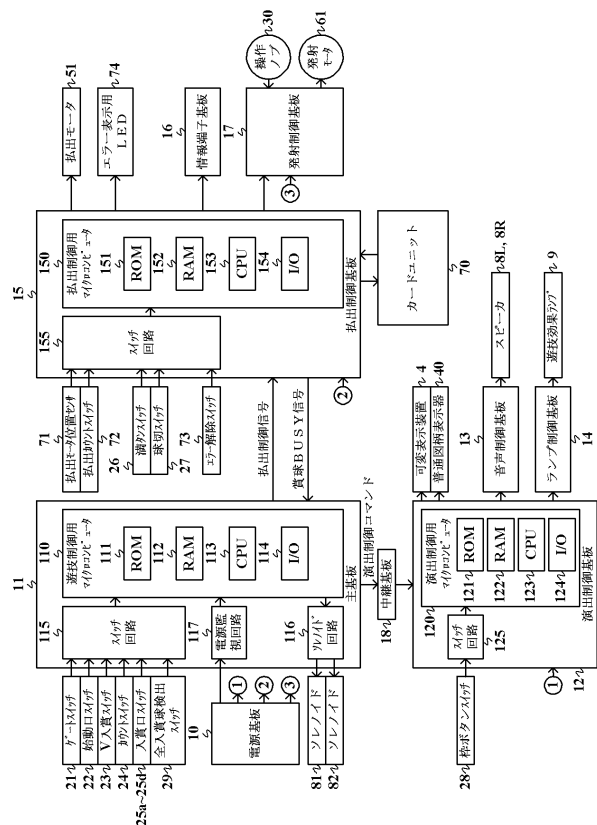 11
110
遊技制御用
マイクロコンピュータ
111
ROM
112
RAM
113
CPU
114
I/O
主基板
115
スイッチ
回路
117
電源監
視回路
116
ソレノイド
回路
21
ゲートスイッチ
22
始動口スイッチ
23
V入賞スイッチ
24
カウントスイッチ
25a~25d
入賞口スイッチ
29
全入賞球検出
スイッチ
10
電源基板
①
②
③
81
ソレノイド
82
ソレノイド
払出制御信号
賞球BUSY信号
演出制御コマンド
18
中継基板
15
150
払出制御用
マイクロコンピュータ
151
ROM
152
RAM
153
CPU
154
I/O
払出制御基板
155
スイッチ
回路
②
71
払出モータ位置センサ
払出カウントスイッチ
72
26
満タンスイッチ
球切スイッチ
27
73
エラー解除スイッチ
払出モータ
51
エラー表示用
LED
74
16
情報端子基板
17
発射制御基板
③
操作
ノブ
30
発射
モータ
61
カードユニット
70
120
演出制御用
マイクロコンピュータ
121
ROM
122
RAM
123
CPU
124
I/O
演出制御基板
スイッチ
回路
125
①
12
28
枠ボタンスイッチ
可変表示装置
4
普通図柄表示器
40
13
音声制御基板
スピーカ
8L, 8R
ランプ制御基板
14
遊技効果ランプ
9